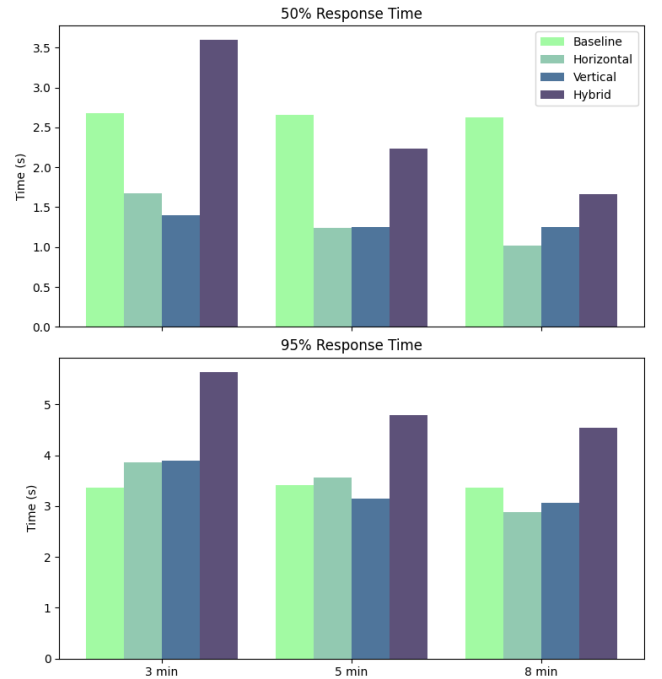 50% Response Time
3.5
3.0
2.5
2.0
1.5
1.0
0.5
0.0
Time (s)
Baseline
Horizontal
Vertical
Hybrid
95% Response Time
5
4
3
2
1
0
Time (s)
3 min
5 min
8 min